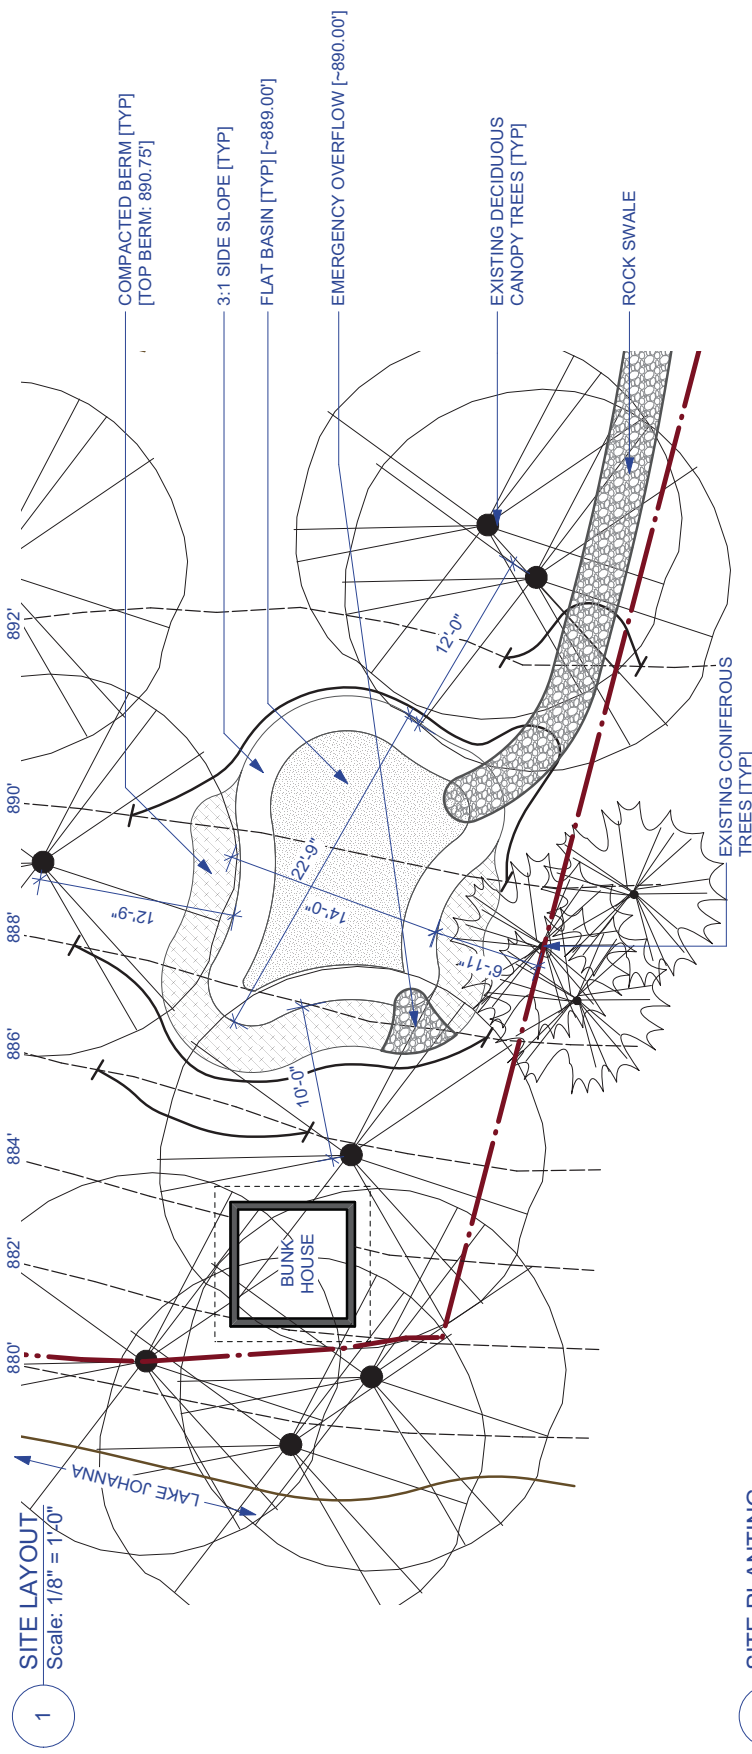 COMPACTED BERM [TYP]
[TOP BERM: 890.75']
3:1 SIDE SLOPE [TYP]
FLAT BASIN [TYP] [~889.00']
EMERGENCY OVERFLOW [~890.00']
EXISTING DECIDUOUS
CANOPY TREES [TYP]
ROCK SWALE
892'
890'
888'
886'
884'
882'
880'
12'-0"
22'-9"
14'-0"
12'-9"
6'-11"
10'-0"
EXISTING CONIFEROUS
TREES [TYP]
BUNK
HOUSE
LAKE JOHANNA
1
SITE LAYOUT
Scale: 1/8" = 1'-0"
SITE PLANTING